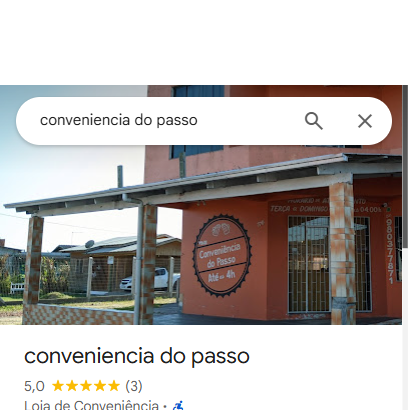 conveniencia do passo
TERÇA a DOMINGO
Conveniência
do Passo
Até as 4h
conveniencia do passo
5,0 (3)
Loja de Conveniência ·